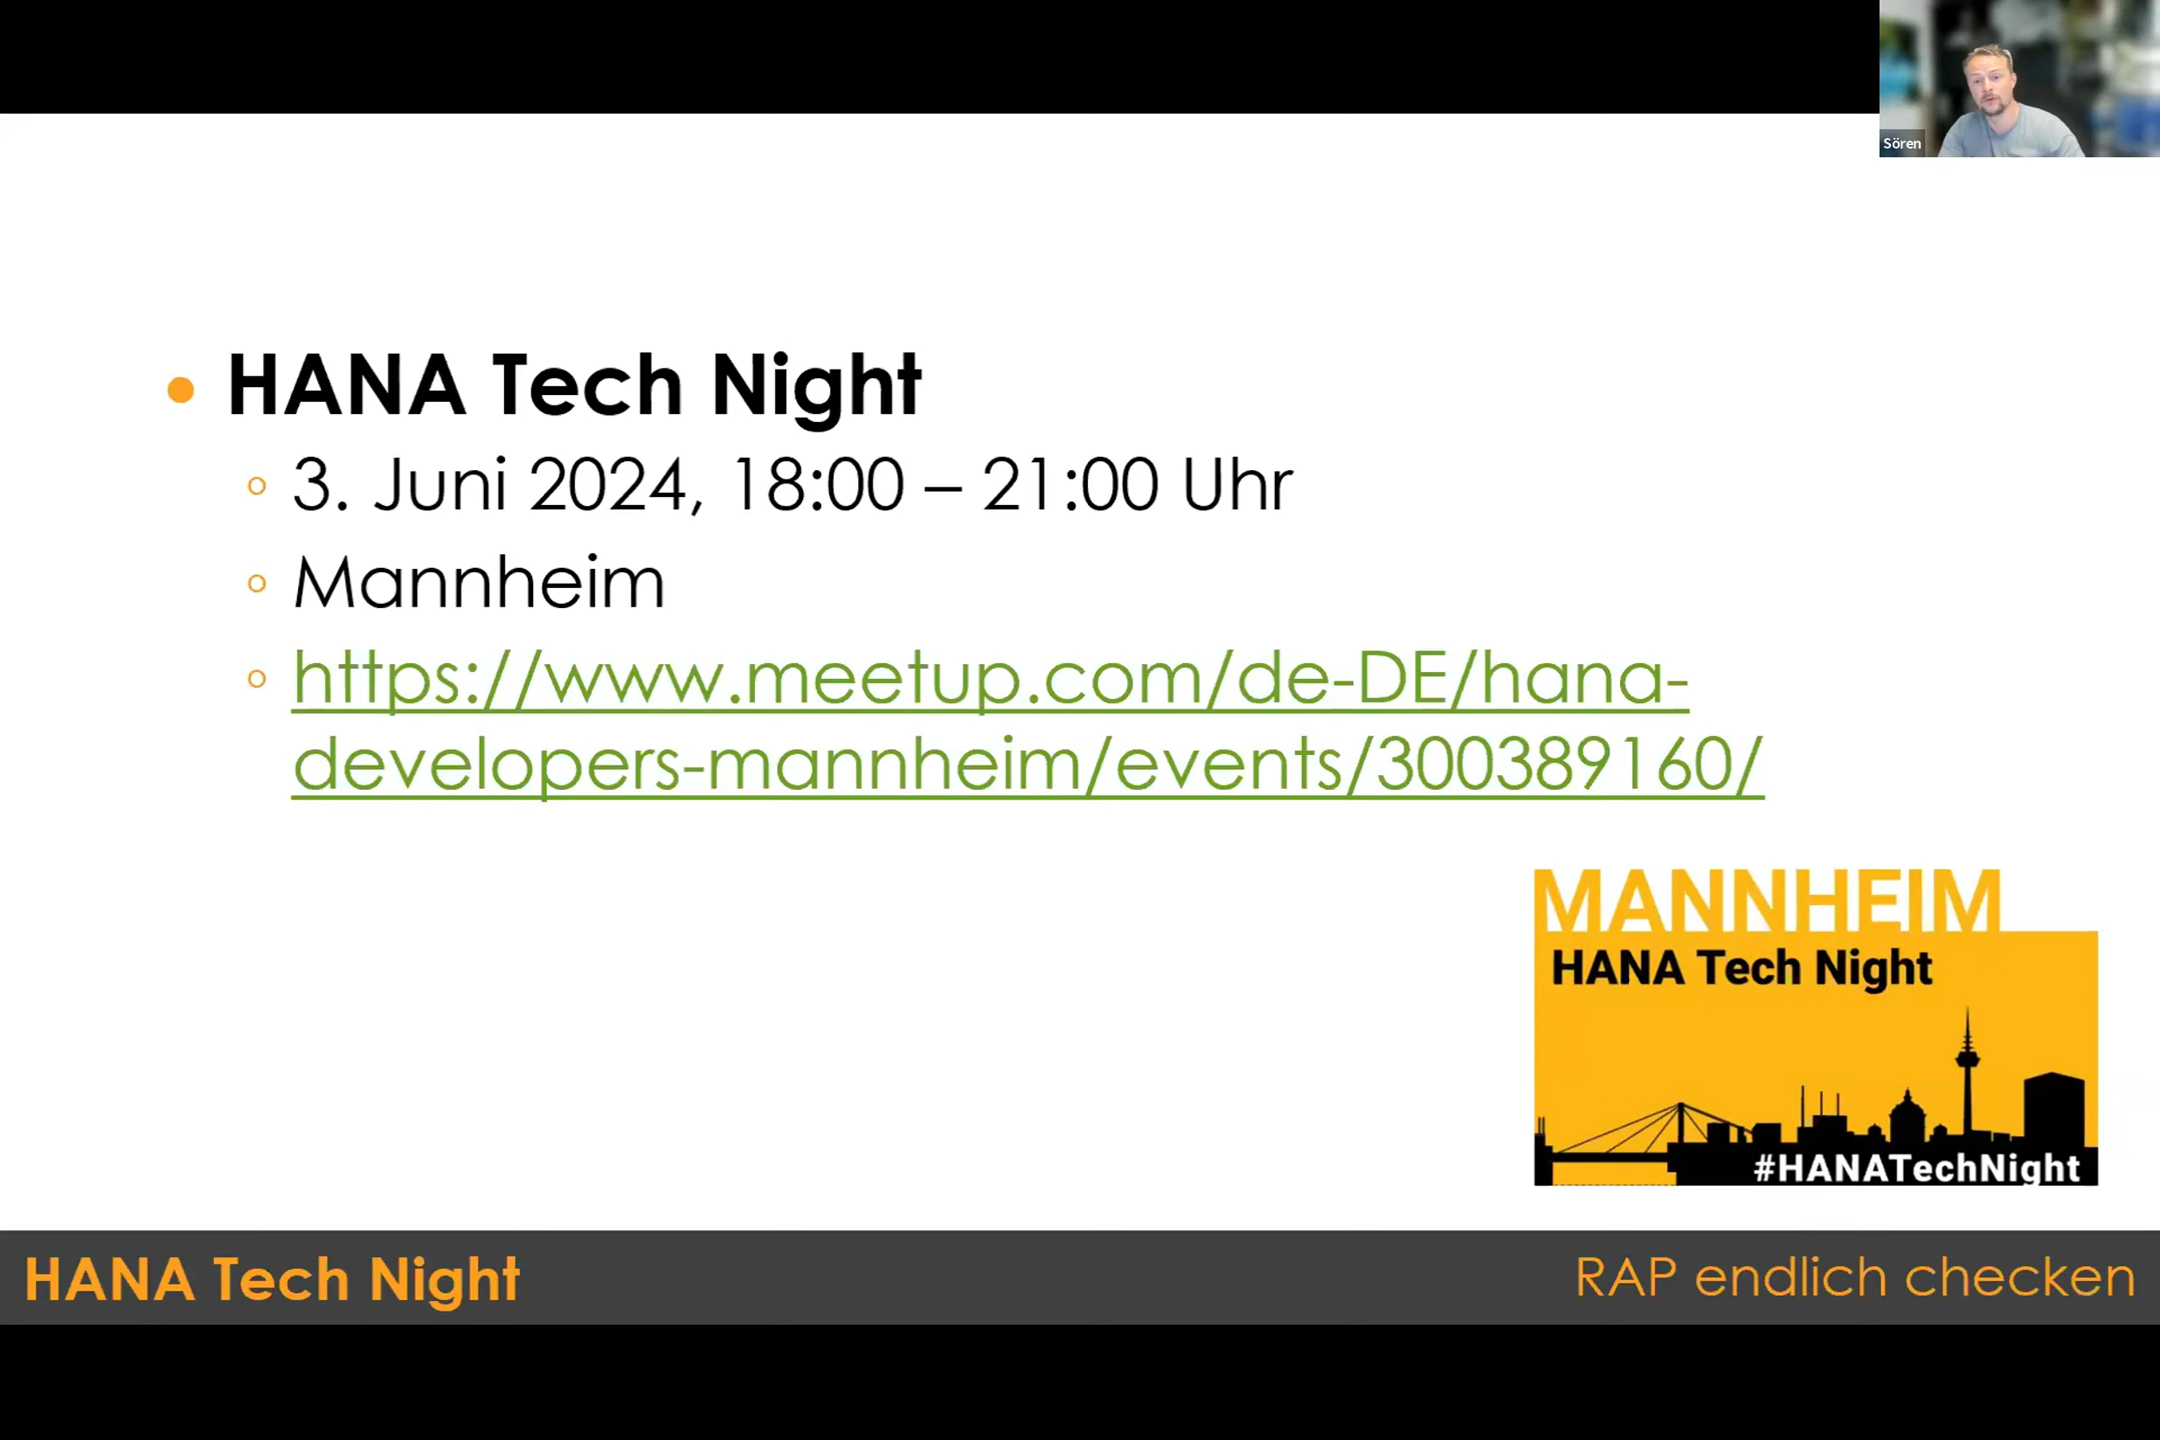 Sören
HANA Tech Night
3. Juni 2024, 18:00 – 21:00 Uhr
Mannheim
https://www.meetup.com/de-DE/hana-
developers-mannheim/events/300389160/
MANNHEIM
HANA Tech Night
#HANATechNight
HANA Tech Night
RAP endlich checken